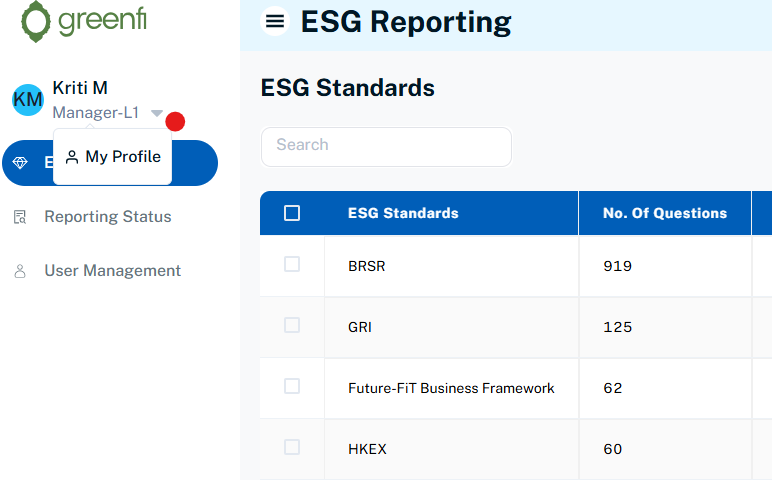 greenfi
ESG Reporting
KM
Kriti M
Manager-L1
My Profile
E
Reporting Status
User Management
ESG Standards
Search
ESG Standards No. Of Questions
BRSR 919
GRI 125
Future-FiT Business Framework 62
HKEX 60